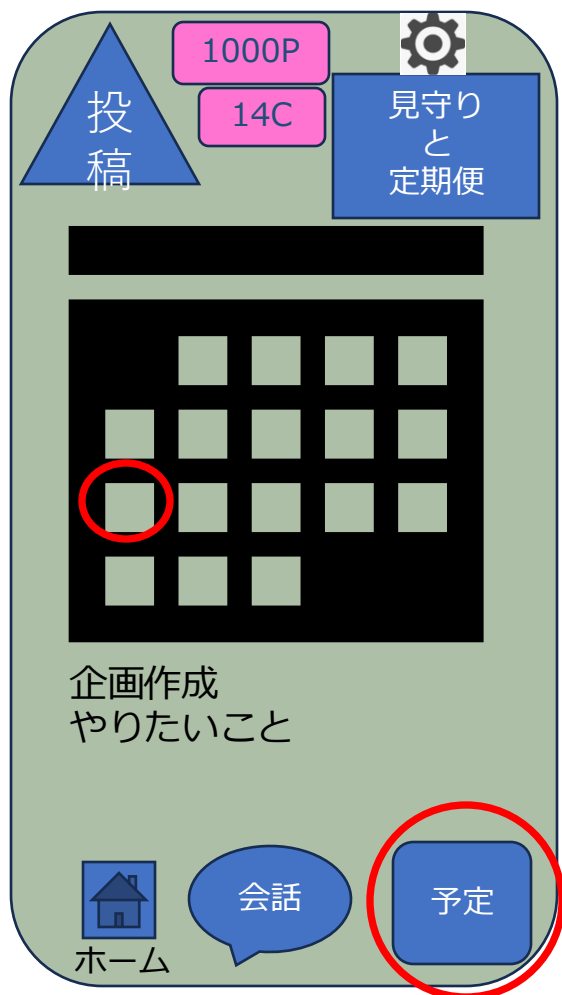 投
稿
1000P
14C
見守り
と
定期便
企画作成
やりたいこと
ホーム
会話
予定